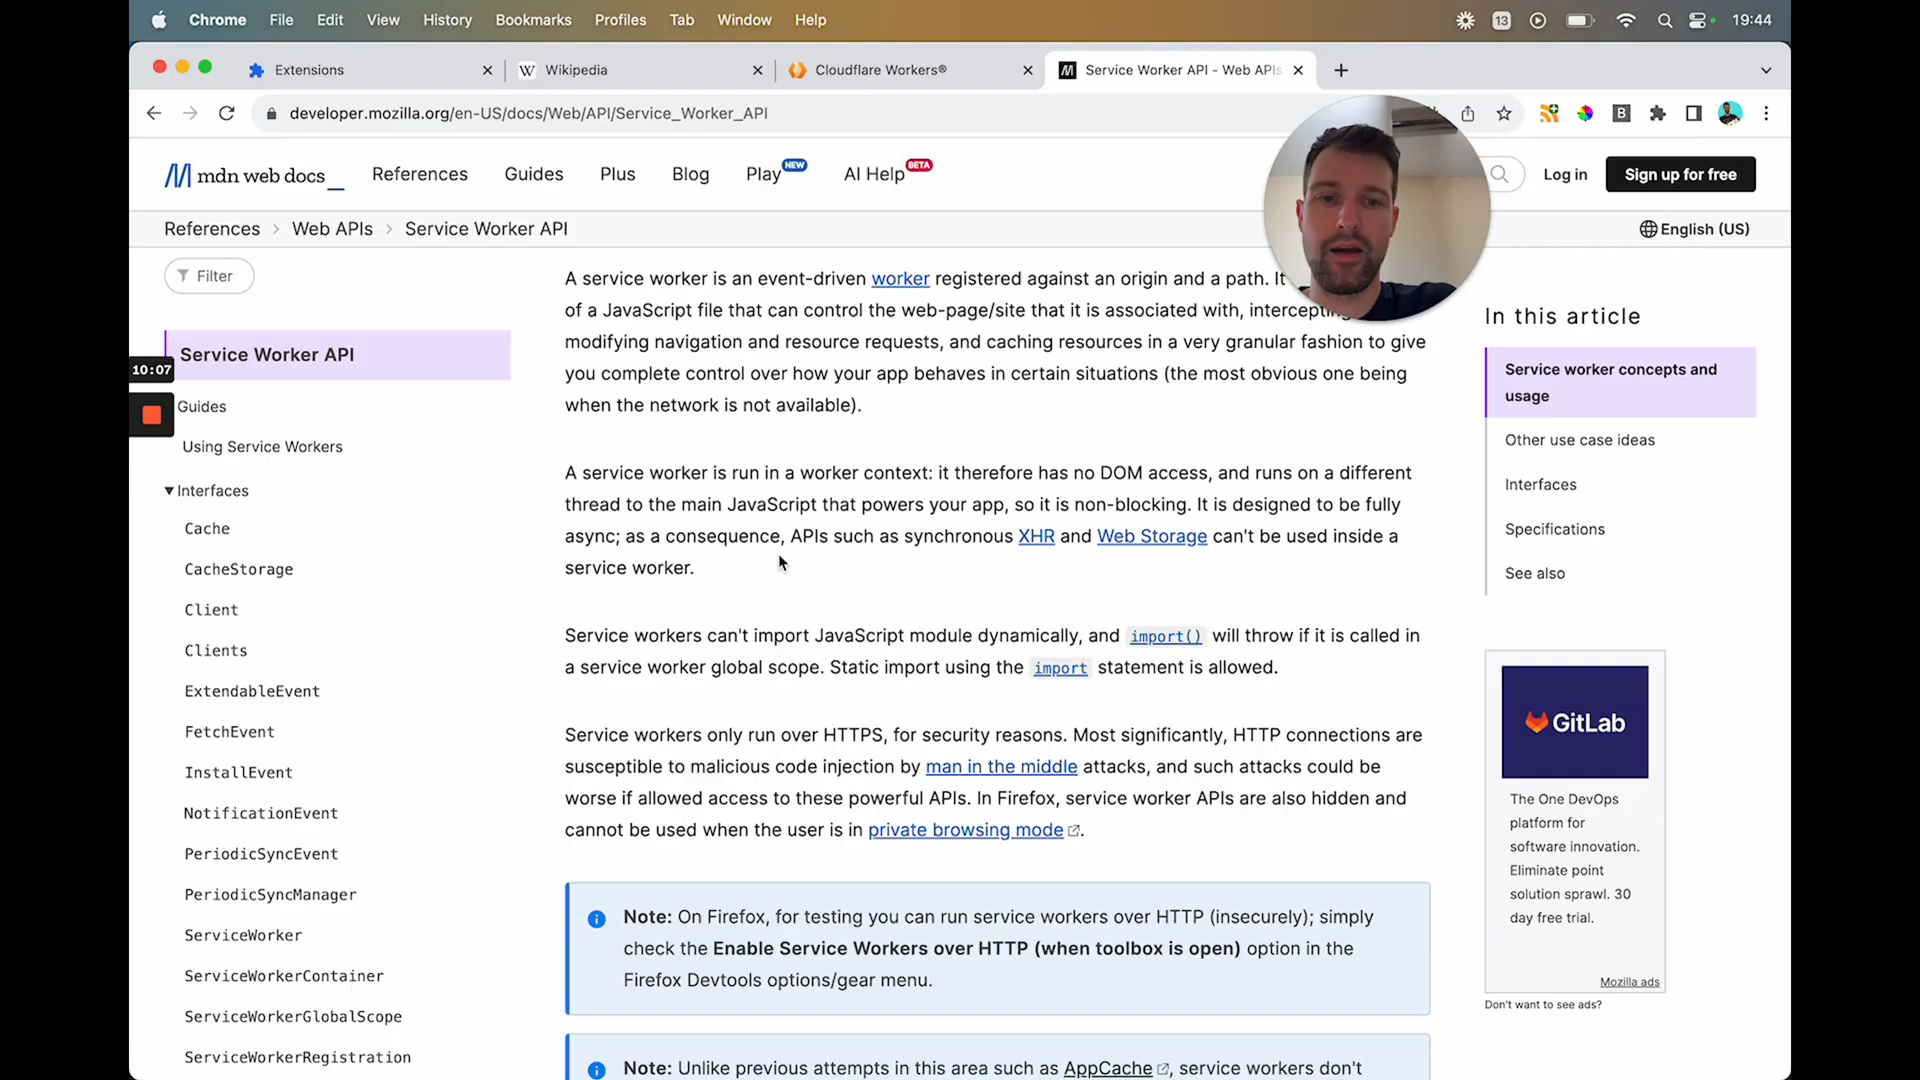 Chrome File Edit View History Bookmarks Profiles Tab Window Help 13 19:44
Extensions Wikipedia Cloudflare Workers® Service Worker API - Web APIs
developer.mozilla.org/en-US/docs/Web/API/Service_Worker_API B
mdn web docs_ References Guides Plus Blog Play NEW AI Help BETA Log in Sign up for free
References > Web APIs > Service Worker API English (US)
Filter
Service Worker API
10:07
Guides
Using Service Workers
Interfaces
Cache
CacheStorage
Client
Clients
ExtendableEvent
FetchEvent
InstallEvent
NotificationEvent
PeriodicSyncEvent
PeriodicSyncManager
ServiceWorker
ServiceWorkerContainer
ServiceWorkerGlobalScope
ServiceWorkerRegistration
A service worker is an event-driven worker registered against an origin and a path. It
of a JavaScript file that can control the web-page/site that it is associated with,
modifying navigation and resource requests, and caching resources in a very granular fashion to give
you complete control over how your app behaves in certain situations (the most obvious one being
when the network is not available).
A service worker is run in a worker context: it therefore has no DOM access, and runs on a different
thread to the main JavaScript that powers your app, so it is non-blocking. It is designed to be fully
async; as a consequence, APIs such as synchronous XHR and Web Storage can't be used inside a
service worker.
Service workers can't import JavaScript module dynamically, and import() will throw if it is called in
a service worker global scope. Static import using the import statement is allowed.
Service workers only run over HTTPS, for security reasons. Most significantly, HTTP connections are
susceptible to malicious code injection by man in the middle attacks, and such attacks could be
worse if allowed access to these powerful APIs. In Firefox, service worker APIs are also hidden and
cannot be used when the user is in private browsing mode.
Note: On Firefox, for testing you can run service workers over HTTP (insecurely); simply
check the Enable Service Workers over HTTP (when toolbox is open) option in the
Firefox Devtools options/gear menu.
Note: Unlike previous attempts in this area such as AppCache, service workers don't
In this article
Service worker concepts and
usage
Other use case ideas
Interfaces
Specifications
See also
GitLab
The One DevOps
platform for
software innovation.
Eliminate point
solution sprawl. 30
day free trial.
Mozilla ads
Don't want to see ads?